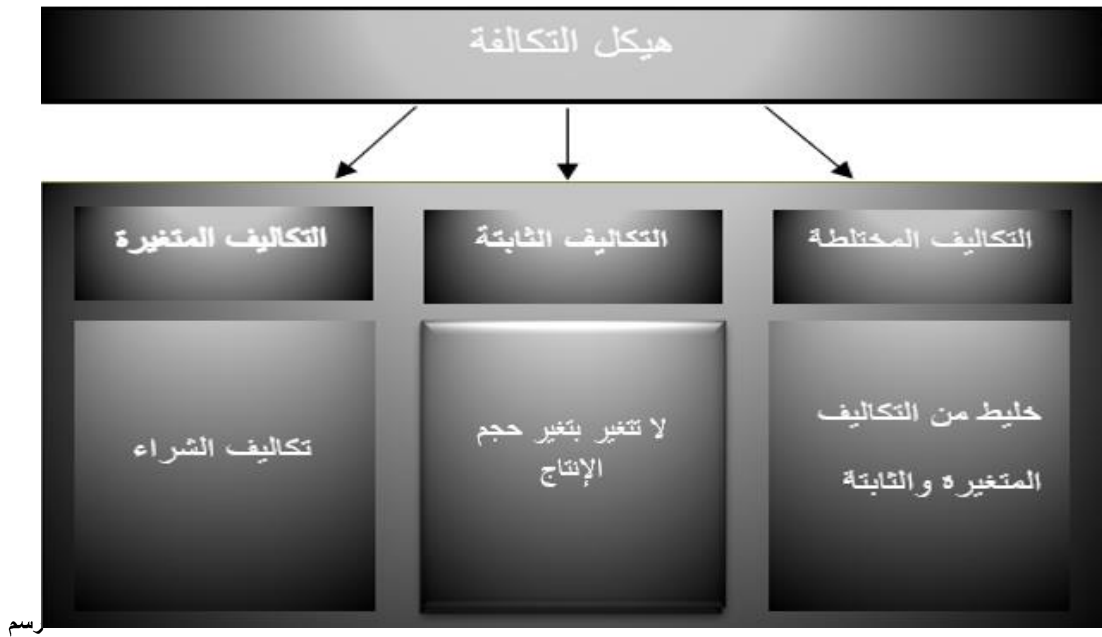 هيكل التكالفة
التكاليف المختلطة
التكاليف الثابتة
التكاليف المتغيرة
خليط من التكاليف
المتغيره والثابتة
لا تتغير بتغير حجم
الإنتاج
تكاليف الشراء
رسم